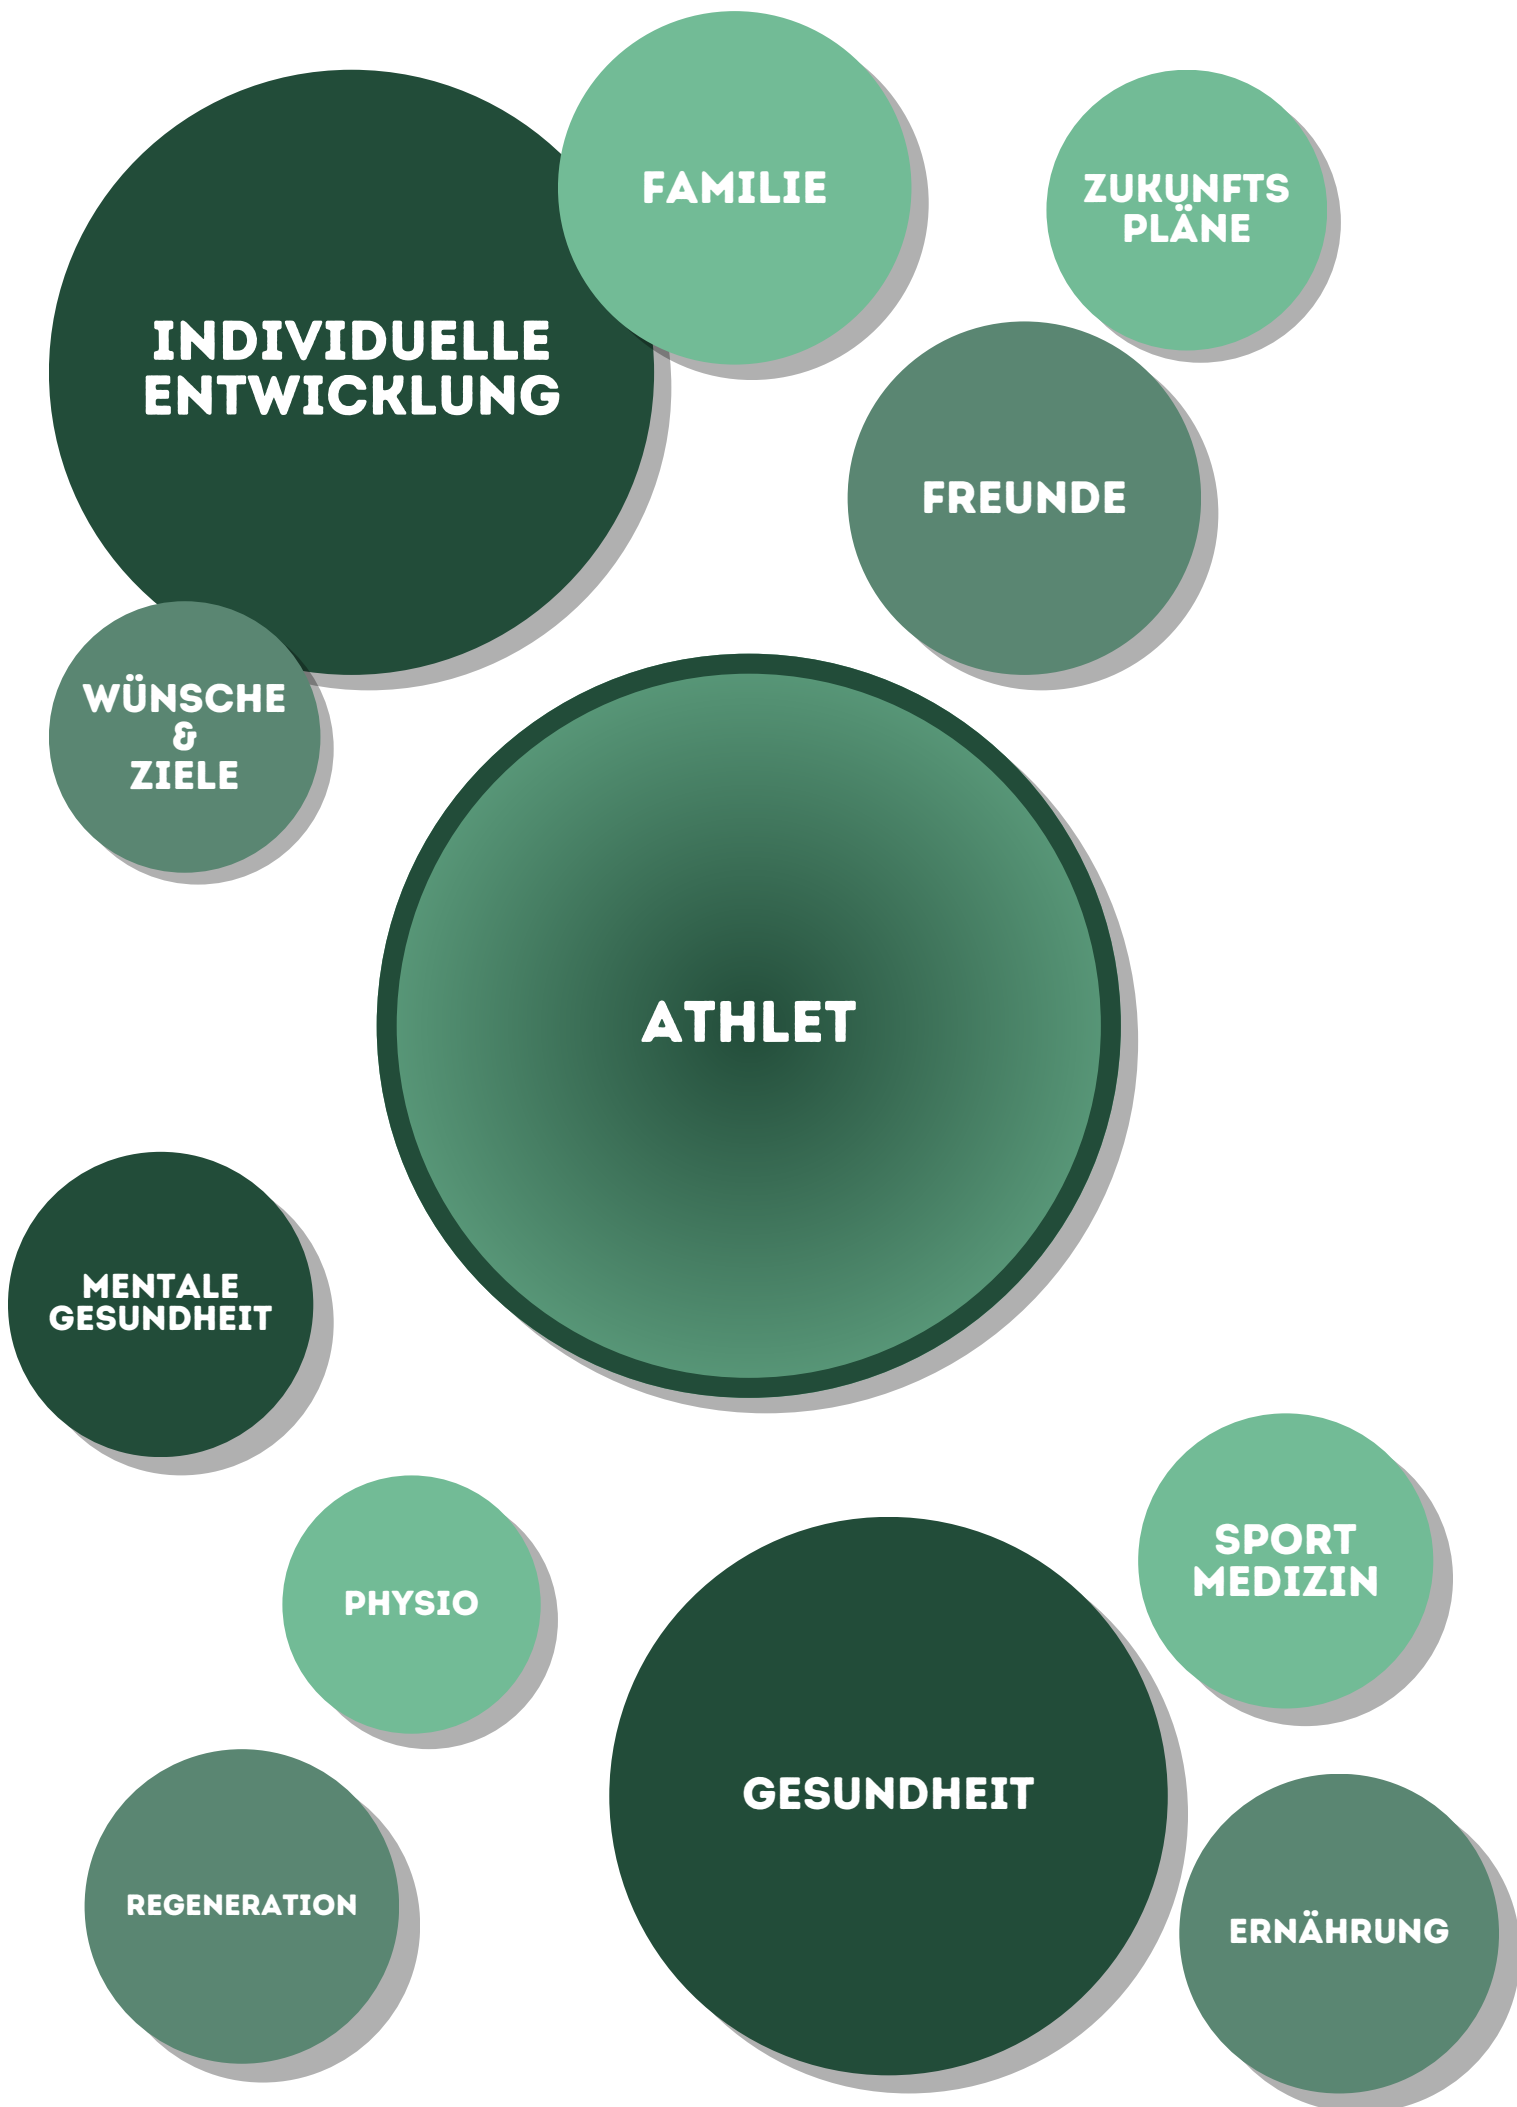 FAMILIE
ZUKUNFTS
PLÄNE
INDIVIDUELLE
ENTWICKLUNG
FREUNDE
WÜNSCHE
&
ZIELE
ATHLET
MENTALE
GESUNDHEIT
SPORT
MEDIZIN
PHYSIO
GESUNDHEIT
REGENERATION
ERNÄHRUNG